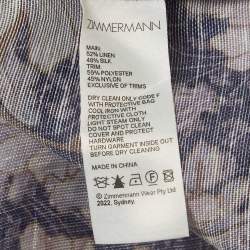 ZIMMERMANN
MAIN:
52% LINEN
48% SILK
TRIM:
55% POLYESTER
45% NYLON
EXCLUSIVE OF TRIMS
DRY CLEAN ONLY CODE F
WITH PROTECTIVE BAG
COOL IRON WITH
PROTECTIVE CLOTH
LIGHT STEAM ONLY
DO NOT SPOT CLEAN
COVER AND PROTECT
HARDWARE
TURN GARMENT INSIDE OUT
BEFORE DRY CLEANING
MADE IN CHINA
© Zimmermann Wear Pty Ltd
2022, Sydney.